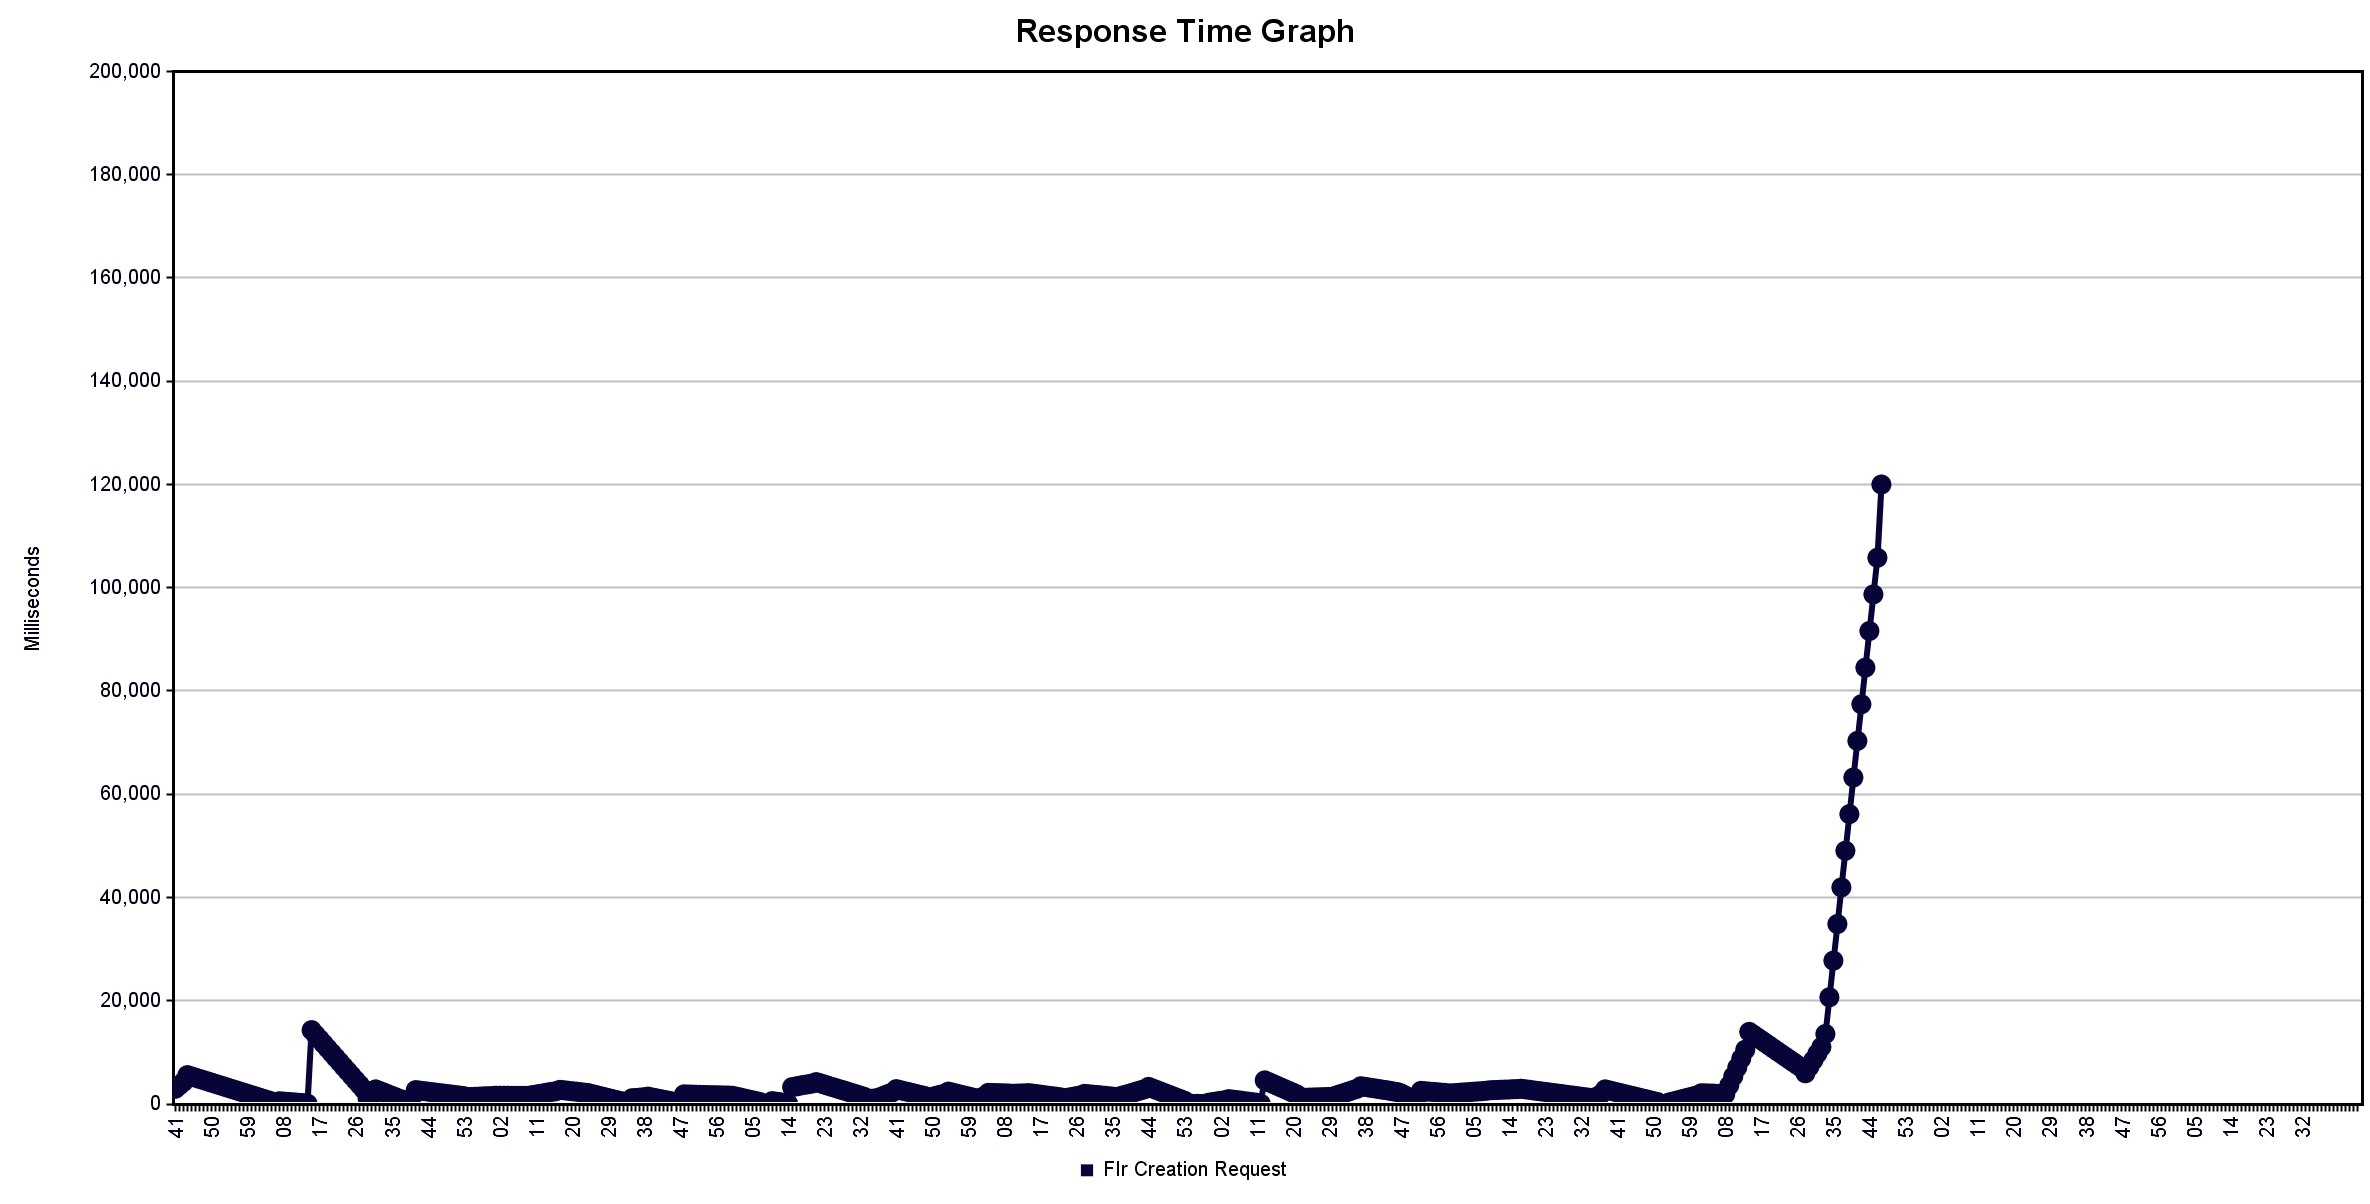 Response Time Graph
200,000
180,000
160,000
140,000
120,000
100,000
80,000
60,000
40,000
20,000
0
Milliseconds
41 50 59 08 17 26 35 44 53 02 11 20 29 38 47 56 05 14 23 32 41 50 59 08 17 26 35 44 53 02 11 20 29 38 47 56 05 14 23 32 41 50 59 08 17 26 35 44 53 02 11 20 29 38 47 56 05 14 23 32
FIr Creation Request